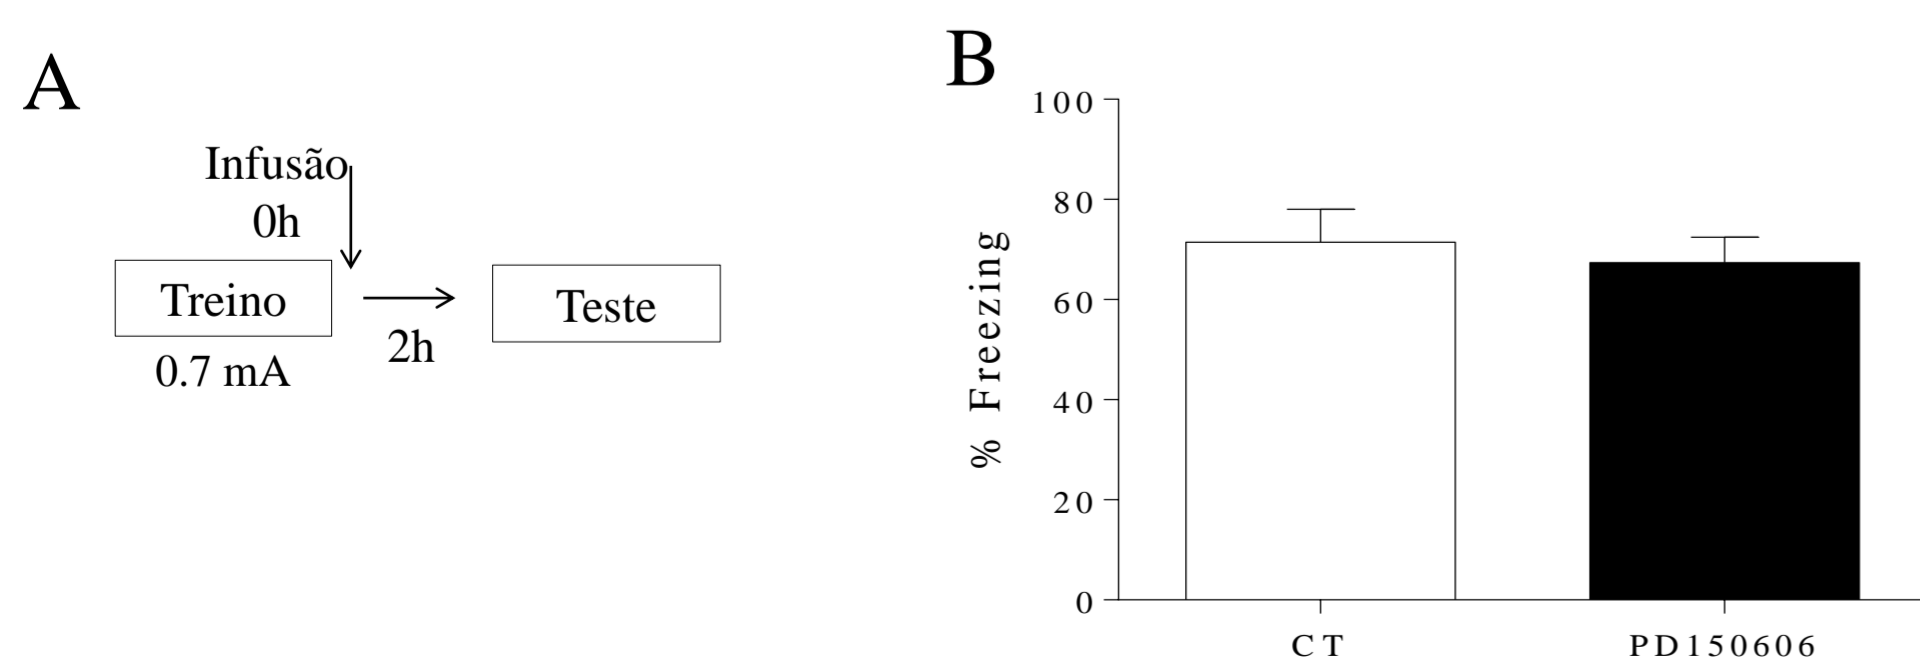 A
Infusão
0h
Treino
Teste
0.7 mA
2h
B
100
80
60
40
20
0
% Freezing
CT
PD150606